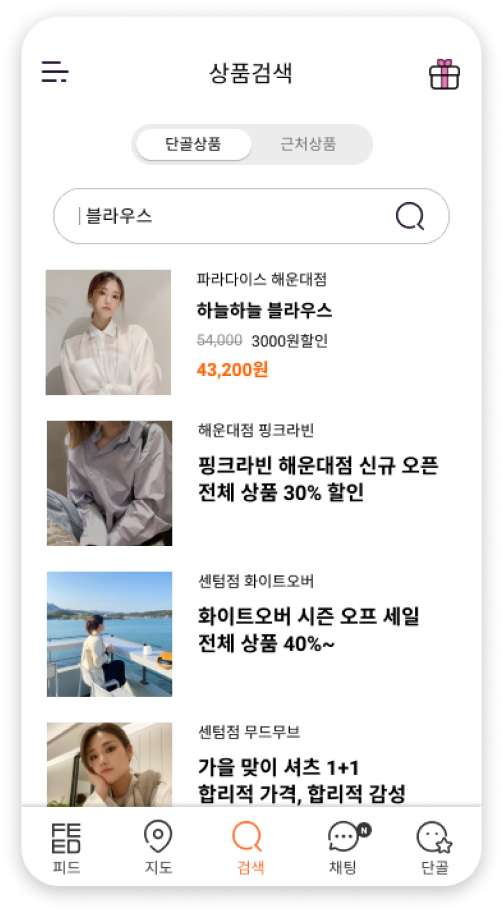 상품검색
단골상품 근처상품
블라우스
파라다이스 해운대점
하늘하늘 블라우스
54,000 3000원할인
43,200원
해운대점 핑크라빈
핑크라빈 해운대점 신규 오픈
전체 상품 30% 할인
센텀점 화이트오버
화이트오버 시즌 오프 세일
전체 상품 40%~
센텀점 무드무브
가을 맞이 셔츠 1+1
합리적 가격, 합리적 감성
FE
ED
N
피드 지도 검색 채팅 단골